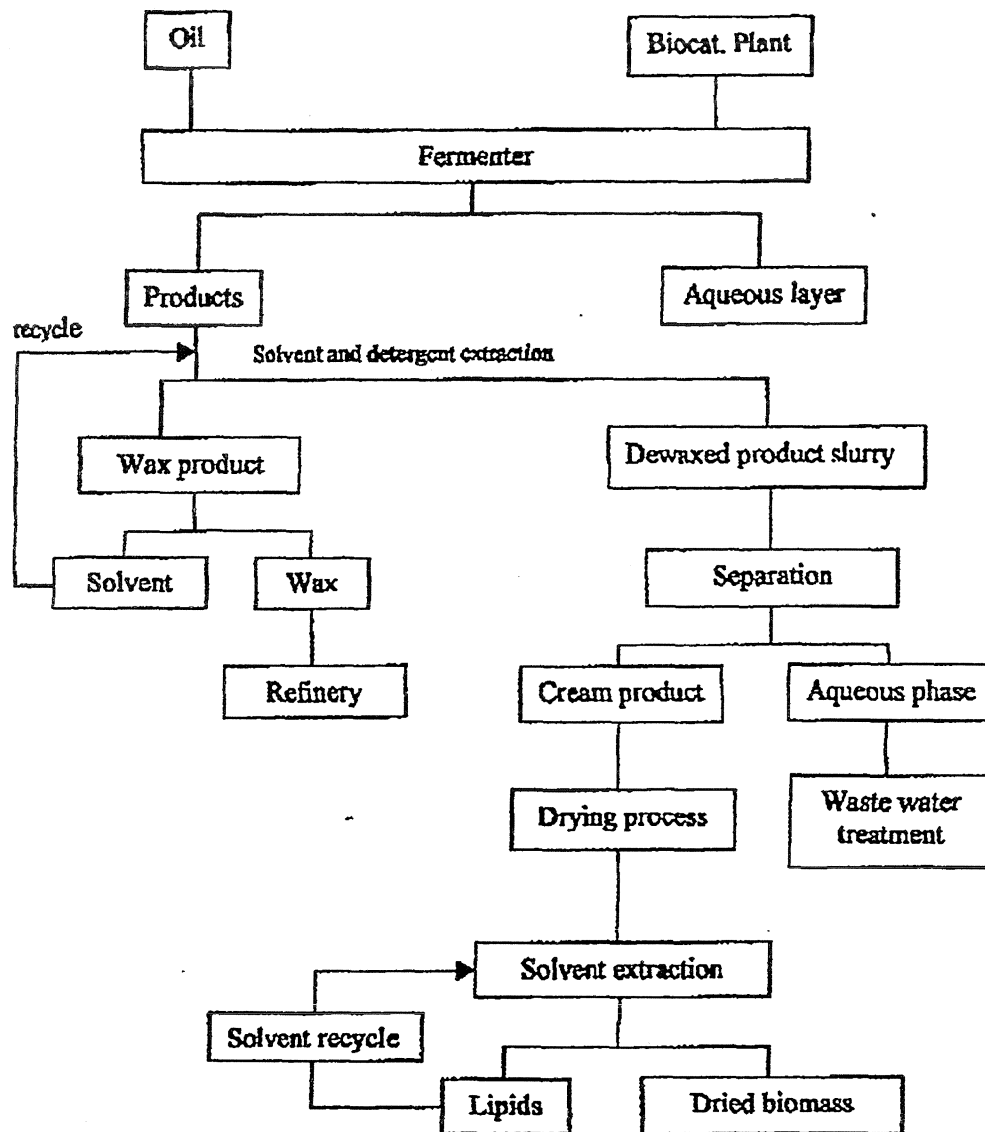 Oil
Biocat. Plant
Fermenter
Products
Aqueous layer
recycle
Solvent and detergent extraction
Wax product
Dewaxed product slurry
Solvent
Wax
Separation
Refinery
Cream product
Aqueous phase
Drying process
Waste water
treatment
Solvent extraction
Solvent recycle
Lipids
Dried biomass